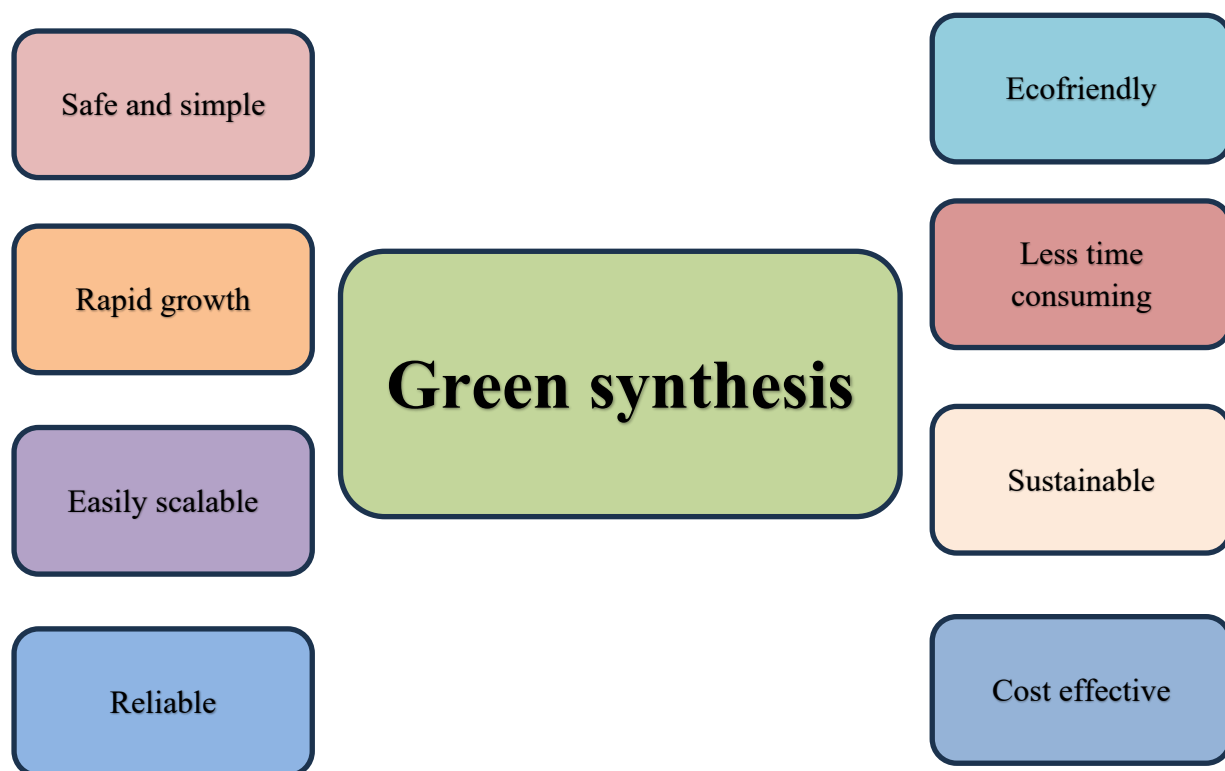 Safe and simple
Rapid growth
Easily scalable
Reliable
Green synthesis
Ecofriendly
Less time
consuming
Sustainable
Cost effective